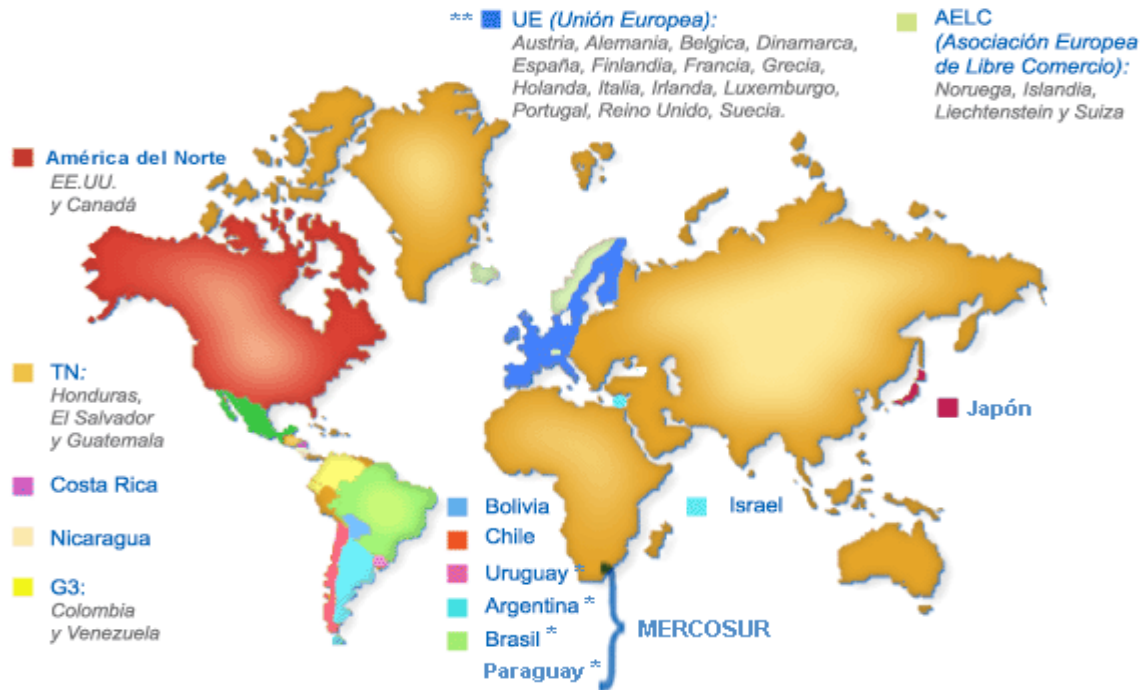 ** UE (Unión Europea):
Austria, Alemania, Belgica, Dinamarca,
España, Finlandia, Francia, Grecia,
Holanda, Italia, Irlanda, Luxemburgo,
Portugal, Reino Unido, Suecia.
AELC
(Asociación Europea
de Libre Comercio):
Noruega, Islandia,
Liechtenstein y Suiza
América del Norte
EE.UU.
y Canadá
TN:
Honduras,
El Salvador
y Guatemala
Japón
Costa Rica
Nicaragua
G3:
Colombia
y Venezuela
Bolivia
Chile
Uruguay *
Argentina *
Brasil *
Paraguay *
MERCOSUR
Israel